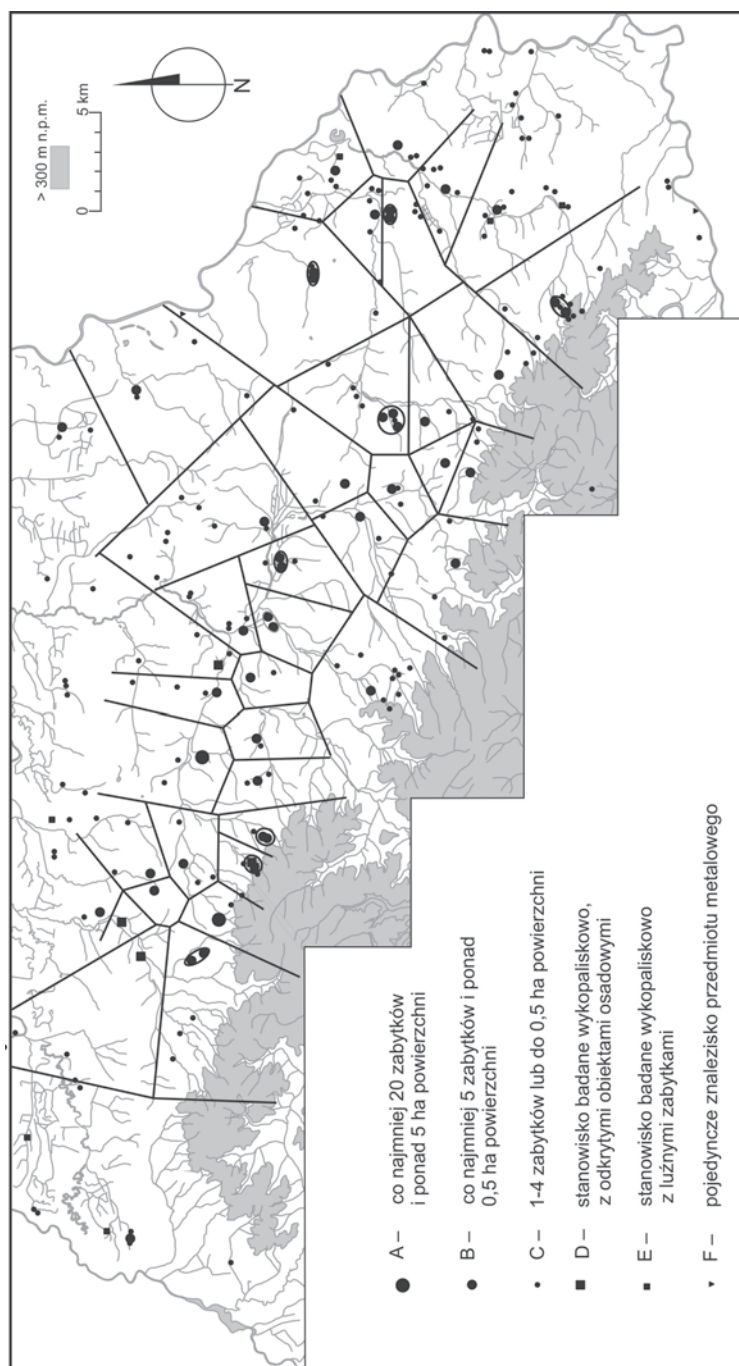 > 300 m n.p.m.
0 5 km
N
A – co najmniej 20 zabytków
i ponad 5 ha powierzchni
B – co najmniej 5 zabytków i ponad
0,5 ha powierzchni
C – 1-4 zabytków lub do 0,5 ha powierzchni
D – stanowisko badane wykopaliskowo,
z odkrytymi obiektami osadowymi
E – stanowisko badane wykopaliskowo
z luźnymi zabytkami
F – pojedyncze znalezisko przedmiotu metalowego